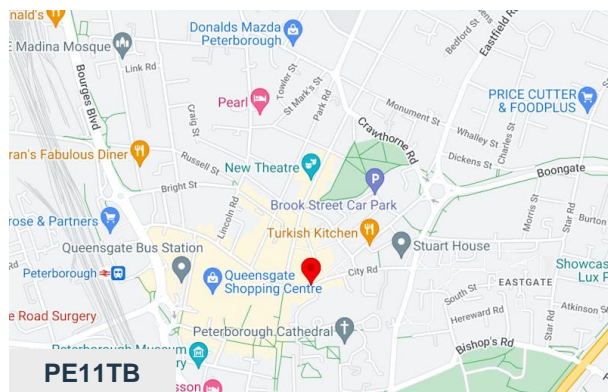 nald's
Donalds Mazda
Peterborough
Bedford St
Eastfield Rd
E Madina Mosque
Link Rd
Towler St
St Mark's St
Bourges Blvd
Pearl
Park Rd
PRICE CUTTER
& FOODPLUS
Craig St
Monument St
Crawthorne Rd
Whalley St
Charles St
ran's Fabulous Diner
Russell St
New Theatre
Dickens St
Boongate
Bright St
Lincoln Rd
Brook Street Car Park
Morris St
Star Rd
Burton
rose & Partners
Turkish Kitchen
Queensgate Bus Station
Stuart House
Peterborough
Queensgate
Shopping Centre
City Rd
EASTGATE
Showcas
Lux P
South St
e Road Surgery
Hereward Rd
Atkinson St
Star Rd
Peterborough Cathedral
Peterborough Museum
Bishop's Rd
PE11TB
sson